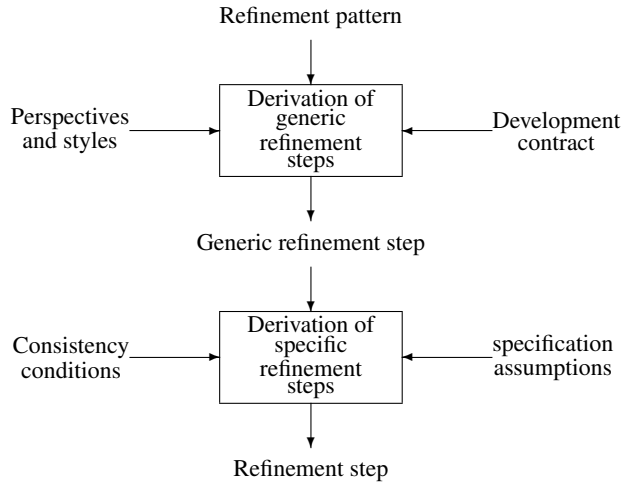 Refinement pattern
Derivation of
generic
refinement
steps
Perspectives
and styles
Development
contract
Generic refinement step
Derivation of
specific
refinement
steps
Consistency
conditions
specification
assumptions
Refinement step